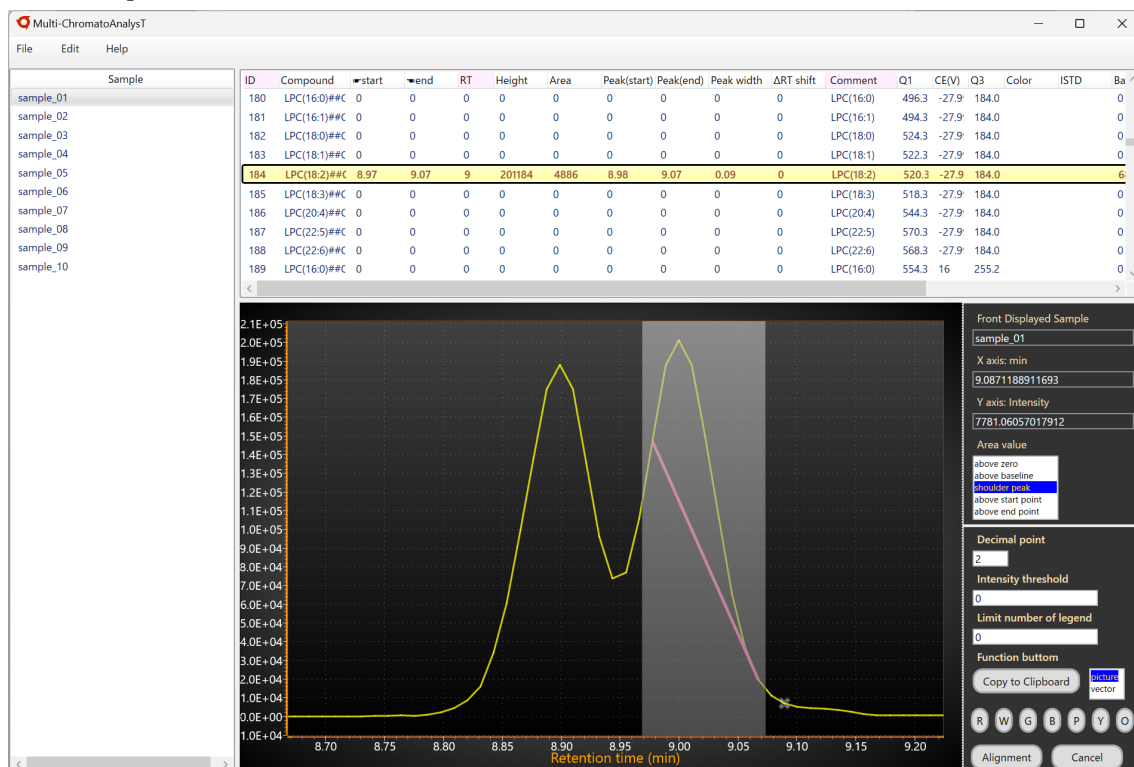 Multi-ChromatoAnalysT
File Edit Help
Sample
sample_01
sample_02
sample_03
sample_04
sample_05
sample_06
sample_07
sample_08
sample_09
sample_10
ID Compound start end RT Height Area Peak(start) Peak(end) Peak width ΔRT shift Comment Q1 CE(V) Q3 Color ISTD Ba
180 LPC(16:0)##C 0 0 0 0 0 0 0 0 0 LPC(16:0) 496.3 -27.9 184.0 0
181 LPC(16:1)##C 0 0 0 0 0 0 0 0 0 LPC(16:1) 494.3 -27.9 184.0 0
182 LPC(18:0)##C 0 0 0 0 0 0 0 0 0 LPC(18:0) 524.3 -27.9 184.0 0
183 LPC(18:1)##C 0 0 0 0 0 0 0 0 0 LPC(18:1) 522.3 -27.9 184.0 0
184 LPC(18:2)##C 8.97 9.07 9 201184 4886 8.98 9.07 0.09 0 LPC(18:2) 520.3 -27.9 184.0 6
185 LPC(18:3)##C 0 0 0 0 0 0 0 0 0 LPC(18:3) 518.3 -27.9 184.0 0
186 LPC(20:4)##C 0 0 0 0 0 0 0 0 0 LPC(20:4) 544.3 -27.9 184.0 0
187 LPC(22:5)##C 0 0 0 0 0 0 0 0 0 LPC(22:5) 570.3 -27.9 184.0 0
188 LPC(22:6)##C 0 0 0 0 0 0 0 0 0 LPC(22:6) 568.3 -27.9 184.0 0
189 LPC(16:0)##C 0 0 0 0 0 0 0 0 0 LPC(16:0) 554.3 16 255.2 0
2.1E+05
2.0E+05
1.9E+05
1.8E+05
1.7E+05
1.6E+05
1.5E+05
1.4E+05
1.3E+05
1.2E+05
1.1E+05
1.0E+05
9.0E+04
8.0E+04
7.0E+04
6.0E+04
5.0E+04
4.0E+04
3.0E+04
2.0E+04
1.0E+04
0.0E+00
1.0E+04
8.70 8.75 8.80 8.85 8.90 8.95 9.00 9.05 9.10 9.15 9.20
Retention time (min)
Front Displayed Sample
sample_01
X axis: min
9.0871188911693
Y axis: Intensity
7781.06057017912
Area value
above zero
above baseline
shoulder peak
above start point
above end point
Decimal point
2
Intensity threshold
0
Limit number of legend
0
Function buttom
Copy to Clipboard picture
vector
R W G B P Y O
Alignment Cancel